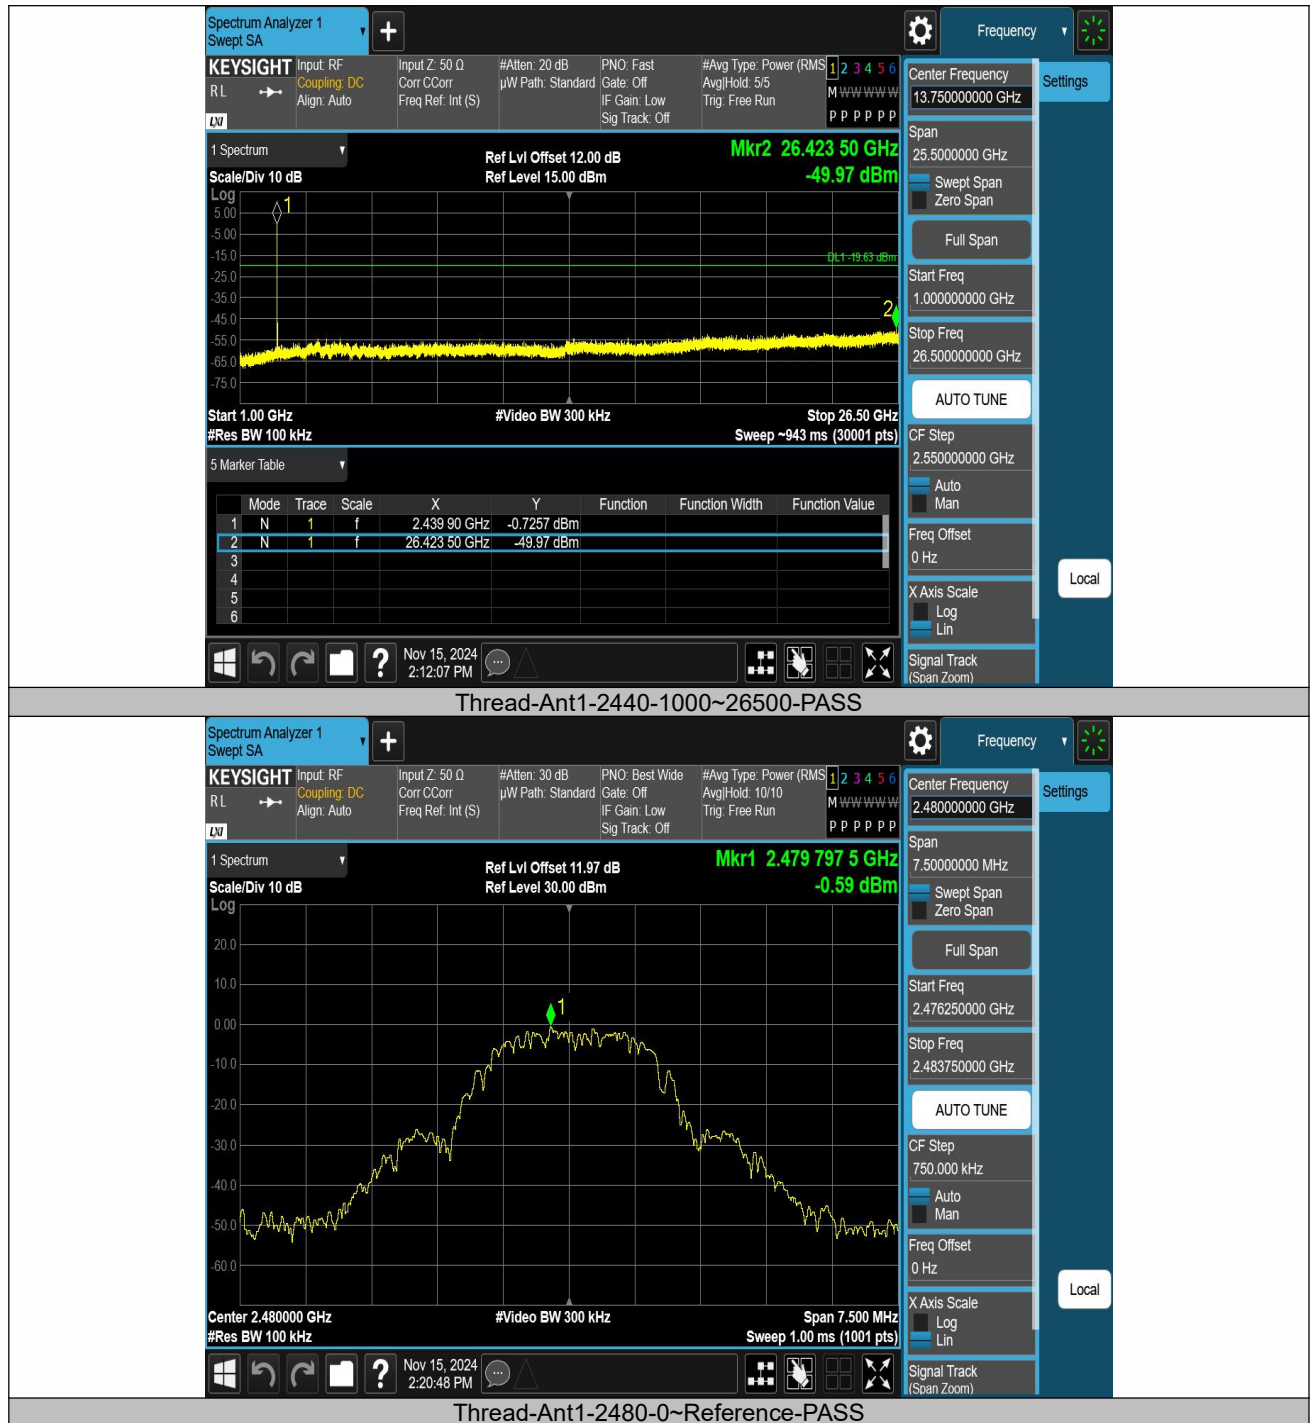 Spectrum Analyzer 1
Swept SA
Frequency
KEYSIGHT
RL
LXI
Input: RF
Coupling: DC
Align: Auto
Input Z: 50 Ω
Corr CCorr
Freq Ref: Int (S)
#Atten: 20 dB
µW Path: Standard
PNO: Fast
Gate: Off
IF Gain: Low
Sig Track: Off
#Avg Type: Power (RMS
Avg|Hold: 5/5
Trig: Free Run
1 2 3 4 5 6
M W W W W W
P P P P P P
1 Spectrum
Scale/Div 10 dB
Ref Lvl Offset 12.00 dB
Ref Level 15.00 dBm
Mkr2 26.423 50 GHz
-49.97 dBm
Log
5.00
-5.00
-15.0
-25.0
-35.0
-45.0
-55.0
-65.0
-75.0
1
DL1 -19.63 dBm
2
Start 1.00 GHz
#Res BW 100 kHz
#Video BW 300 kHz
Stop 26.50 GHz
Sweep ~943 ms (30001 pts)
5 Marker Table
Mode Trace Scale X Y Function Function Width Function Value
1 N 1 f 2.439 90 GHz -0.7257 dBm
2 N 1 f 26.423 50 GHz -49.97 dBm
3
4
5
6
Nov 15, 2024
2:12:07 PM
Center Frequency
13.750000000 GHz
Settings
Span
25.5000000 GHz
Swept Span
Zero Span
Full Span
Start Freq
1.000000000 GHz
Stop Freq
26.500000000 GHz
AUTO TUNE
CF Step
2.550000000 GHz
Auto
Man
Freq Offset
0 Hz
Local
X Axis Scale
Log
Lin
Signal Track
(Span Zoom)
Thread-Ant1-2440-1000~26500-PASS
Spectrum Analyzer 1
Swept SA
Frequency
KEYSIGHT
RL
LXI
Input: RF
Coupling: DC
Align: Auto
Input Z: 50 Ω
Corr CCorr
Freq Ref: Int (S)
#Atten: 30 dB
µW Path: Standard
PNO: Best Wide
Gate: Off
IF Gain: Low
Sig Track: Off
#Avg Type: Power (RMS
Avg|Hold: 10/10
Trig: Free Run
1 2 3 4 5 6
M W W W W W
P P P P P P
1 Spectrum
Scale/Div 10 dB
Ref Lvl Offset 11.97 dB
Ref Level 30.00 dBm
Mkr1 2.479 797 5 GHz
-0.59 dBm
Log
20.0
10.0
0.00
-10.0
-20.0
-30.0
-40.0
-50.0
-60.0
1
Center 2.480000 GHz
#Res BW 100 kHz
#Video BW 300 kHz
Span 7.500 MHz
Sweep 1.00 ms (1001 pts)
Nov 15, 2024
2:20:48 PM
Center Frequency
2.480000000 GHz
Settings
Span
7.50000000 MHz
Swept Span
Zero Span
Full Span
Start Freq
2.476250000 GHz
Stop Freq
2.483750000 GHz
AUTO TUNE
CF Step
750.000 kHz
Auto
Man
Freq Offset
0 Hz
Local
X Axis Scale
Log
Lin
Signal Track
(Span Zoom)
Thread-Ant1-2480-0~Reference-PASS